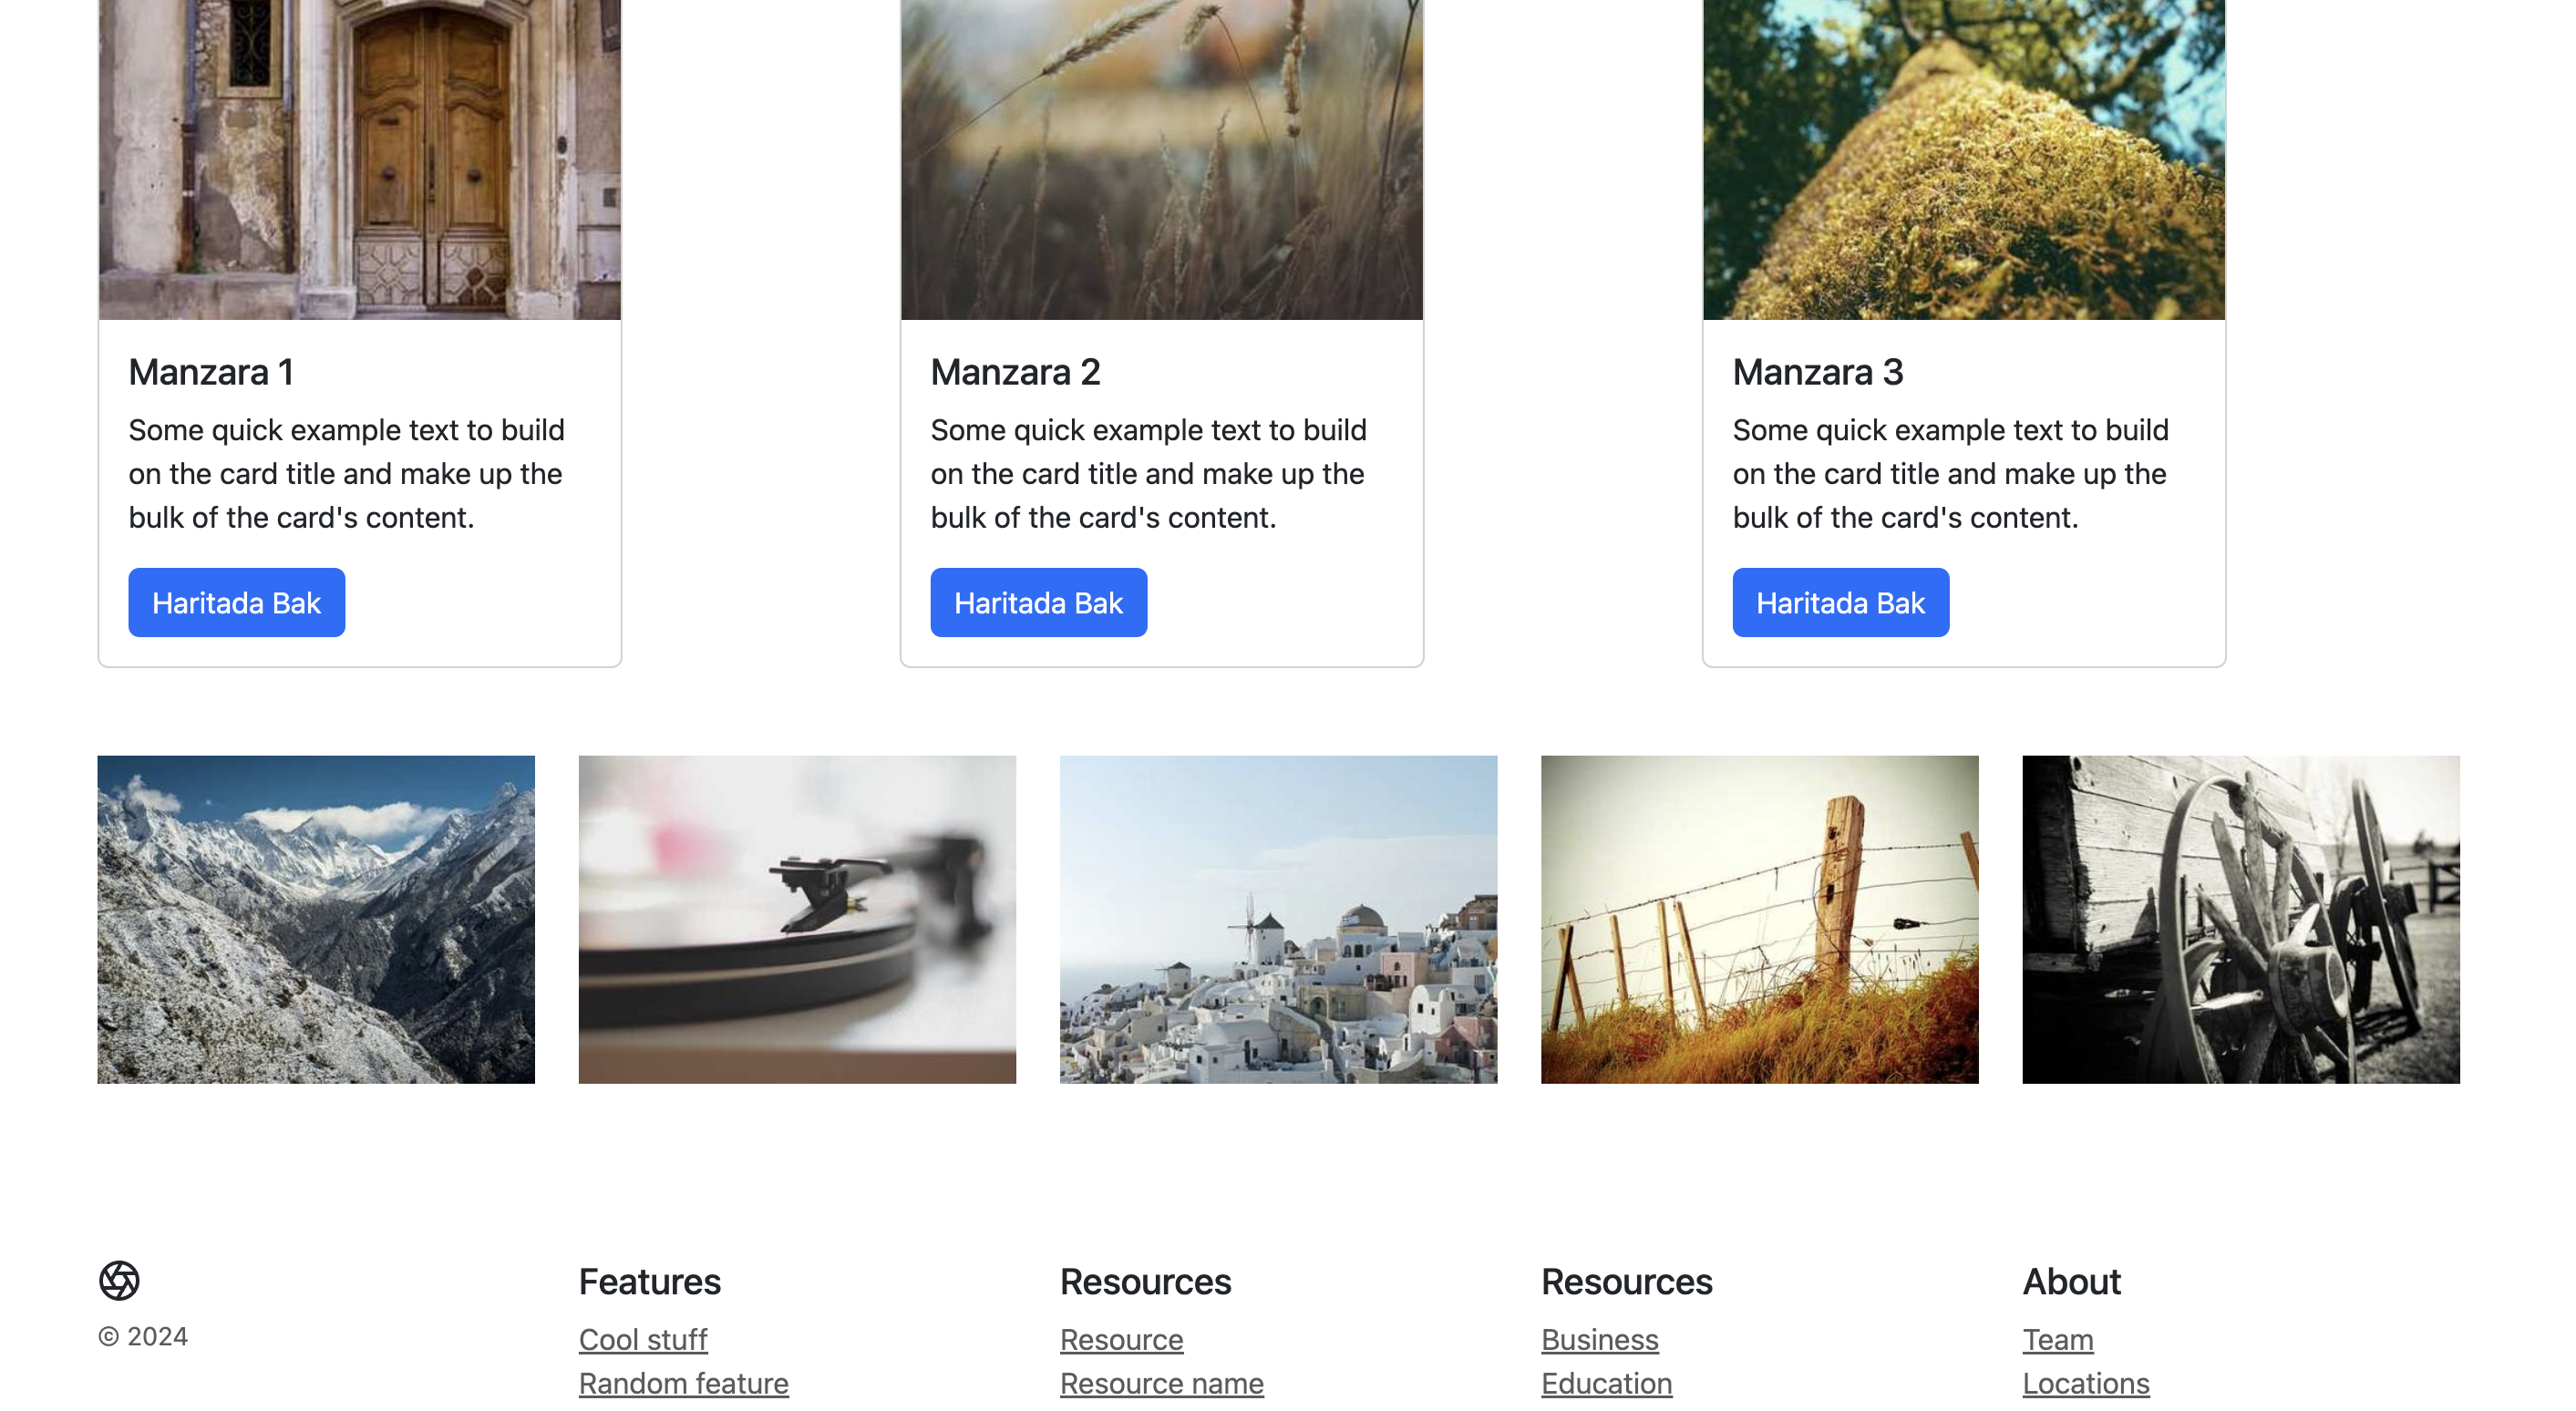 Manzara 1
Some quick example text to build
on the card title and make up the
bulk of the card's content.
Haritada Bak
Manzara 2
Some quick example text to build
on the card title and make up the
bulk of the card's content.
Haritada Bak
Manzara 3
Some quick example text to build
on the card title and make up the
bulk of the card's content.
Haritada Bak
© 2024
Features
Cool stuff
Random feature
Resources
Resource
Resource name
Resources
Business
Education
About
Team
Locations